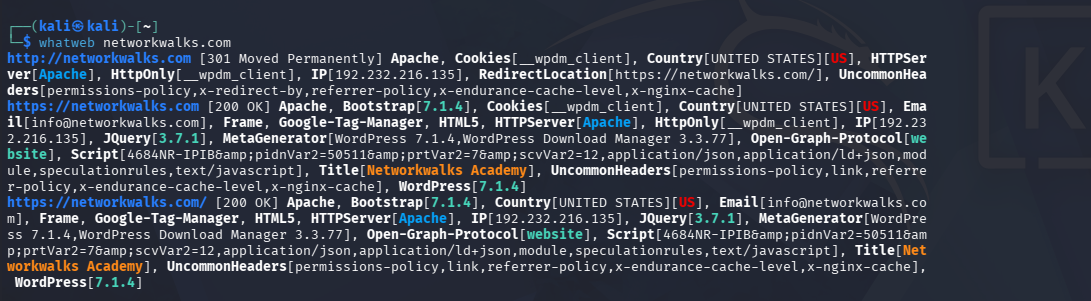 ┌──(kali㉿kali)-[~]
└─$ whatweb networkwalks.com
http://networkwalks.com [301 Moved Permanently] Apache, Cookies[__wpdm_client], Country[UNITED STATES][US], HTTPSer
ver[Apache], HttpOnly[__wpdm_client], IP[192.232.216.135], RedirectLocation[https://networkwalks.com/], UncommonHea
ders[permissions-policy,x-redirect-by,referrer-policy,x-endurance-cache-level,x-nginx-cache]
https://networkwalks.com [200 OK] Apache, Bootstrap[7.1.4], Cookies[__wpdm_client], Country[UNITED STATES][US], Ema
il[info@networkwalks.com], Frame, Google-Tag-Manager, HTML5, HTTPServer[Apache], HttpOnly[__wpdm_client], IP[192.23
2.216.135], JQuery[3.7.1], MetaGenerator[WordPress 7.1.4,WordPress Download Manager 3.3.77], Open-Graph-Protocol[we
bsite], Script[4684NR-IPIB&amp;pidnVar2=50511&amp;prtVar2=7&amp;scvVar2=12,application/json,application/ld+json,mod
ule,speculationrules,text/javascript], Title[Networkwalks Academy], UncommonHeaders[permissions-policy,link,referre
r-policy,x-endurance-cache-level,x-nginx-cache], WordPress[7.1.4]
https://networkwalks.com/ [200 OK] Apache, Bootstrap[7.1.4], Country[UNITED STATES][US], Email[info@networkwalks.co
m], Frame, Google-Tag-Manager, HTML5, HTTPServer[Apache], IP[192.232.216.135], JQuery[3.7.1], MetaGenerator[WordPre
ss 7.1.4,WordPress Download Manager 3.3.77], Open-Graph-Protocol[website], Script[4684NR-IPIB&amp;pidnVar2=50511&am
p;prtVar2=7&amp;scvVar2=12,application/json,application/ld+json,module,speculationrules,text/javascript], Title[Net
workwalks Academy], UncommonHeaders[permissions-policy,link,referrer-policy,x-endurance-cache-level,x-nginx-cache],
 WordPress[7.1.4]
K